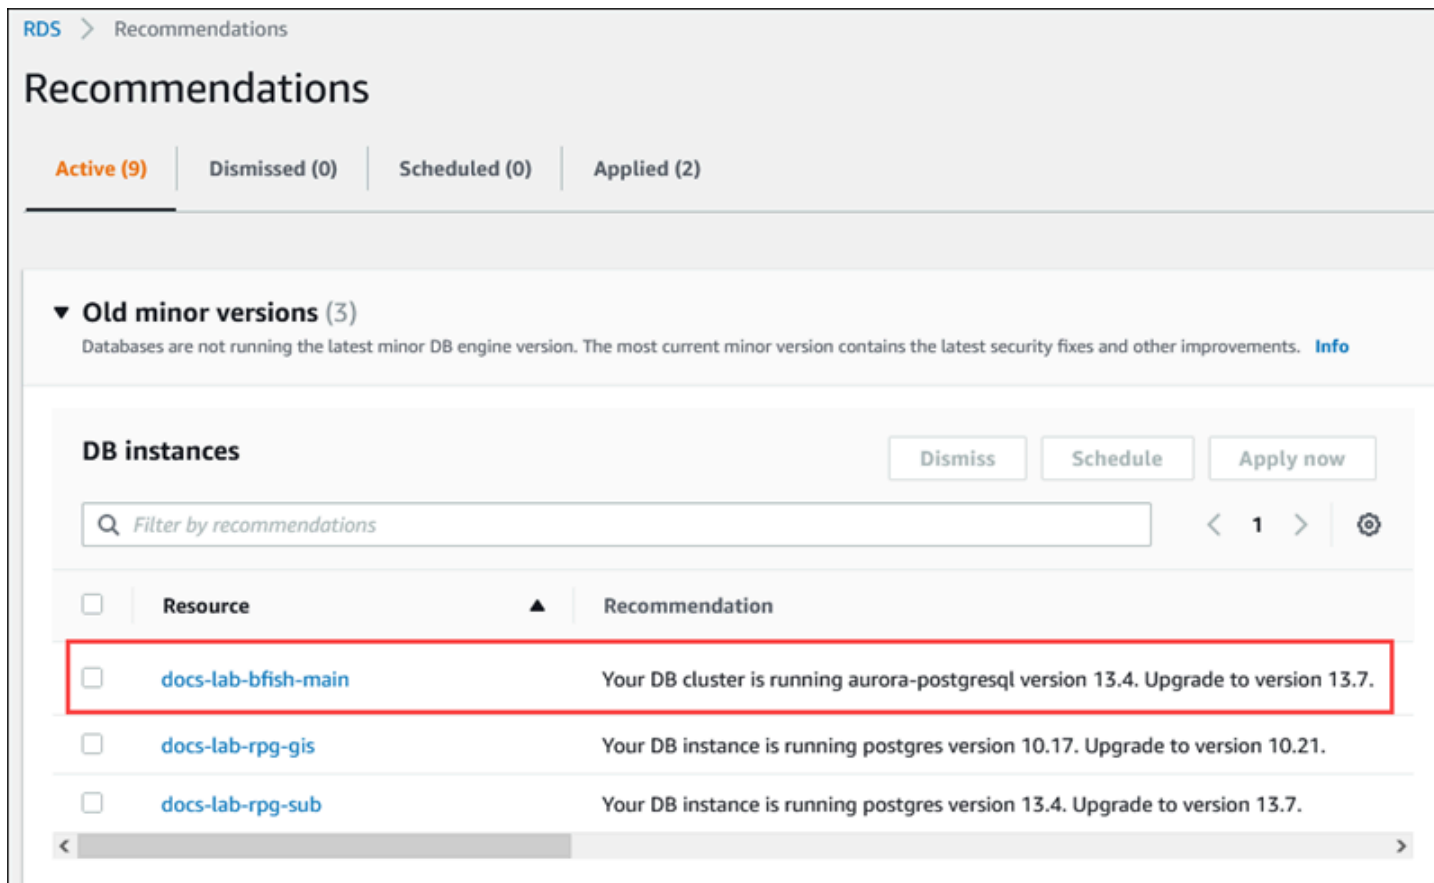 RDS > Recommendations
Recommendations
Active (9) Dismissed (0) Scheduled (0) Applied (2)
Old minor versions (3)
Databases are not running the latest minor DB engine version. The most current minor version contains the latest security fixes and other improvements. Info
DB instances Dismiss Schedule Apply now
Filter by recommendations 1
Resource Recommendation
docs-lab-bfish-main Your DB cluster is running aurora-postgresql version 13.4. Upgrade to version 13.7.
docs-lab-rpg-gis Your DB instance is running postgres version 10.17. Upgrade to version 10.21.
docs-lab-rpg-sub Your DB instance is running postgres version 13.4. Upgrade to version 13.7.